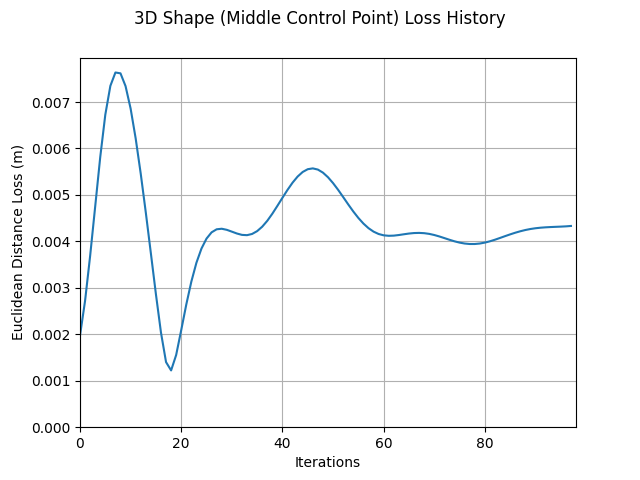 3D Shape (Middle Control Point) Loss History
Euclidean Distance Loss (m)
0.007
0.006
0.005
0.004
0.003
0.002
0.001
0.000
0 20 40 60 80
Iterations